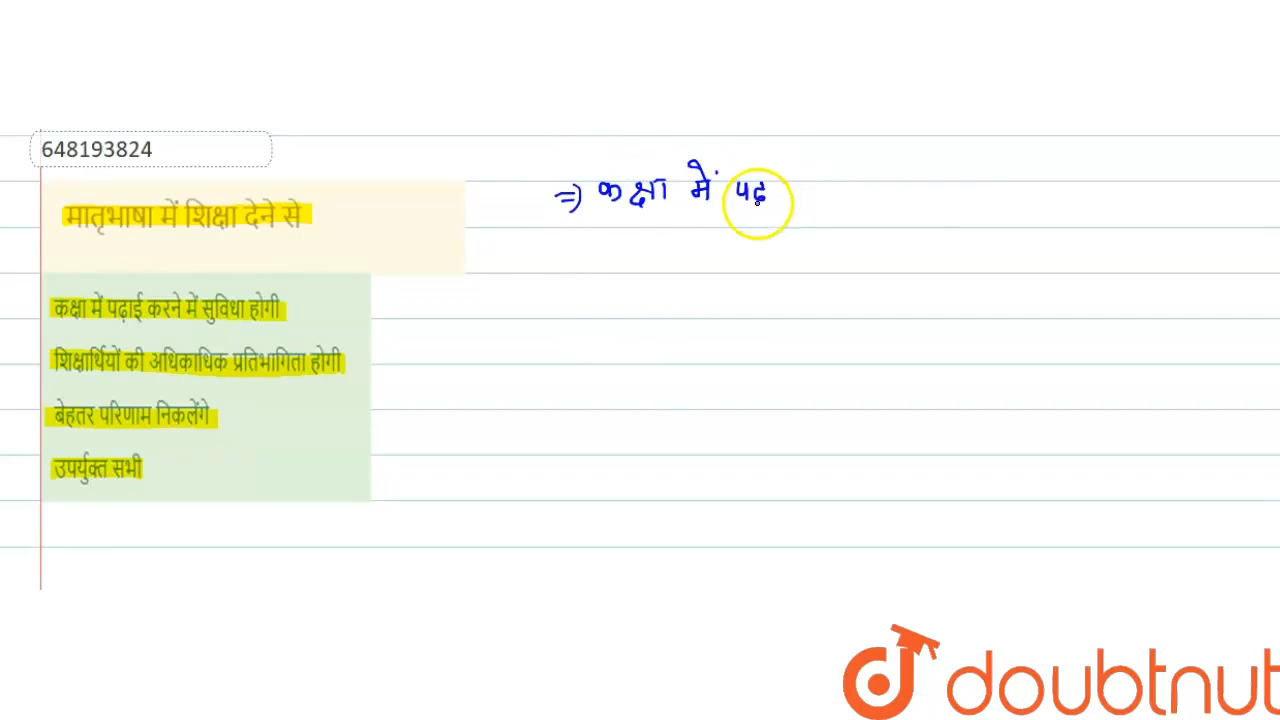 648193824
मातृभाषा में शिक्षा देने से
⇒ कक्षा में पढ़
कक्षा में पढ़ाई करने में सुविधा होगी
शिक्षार्थियों की अधिकाधिक प्रतिभागिता होगी
बेहतर परिणाम निकलेंगे
उपर्युक्त सभी
doubtnut